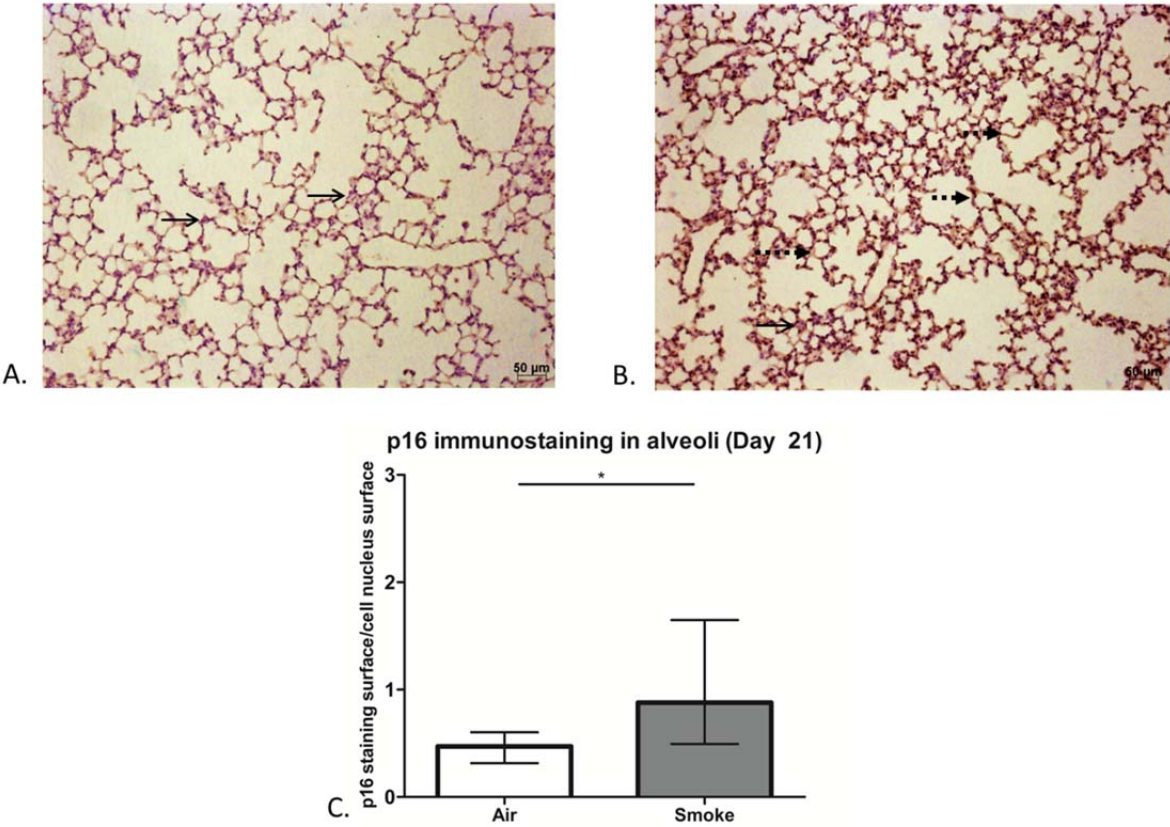 50 µm
50 µm
A.
B.
p16 immunostaining in alveoli (Day 21)
p16 staining surface/cell nucleus surface
3
*
2
1
0
Air
Smoke
C.